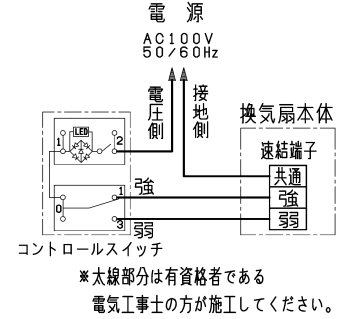 電源
AC100V
50/60Hz
電圧側
接地側
換気扇本体
速結端子
共通
強
弱
LED
1
2
0
1
3
強
弱
コントロールスイッチ
※太線部分は有資格者である
電気工事士の方が施工してください。